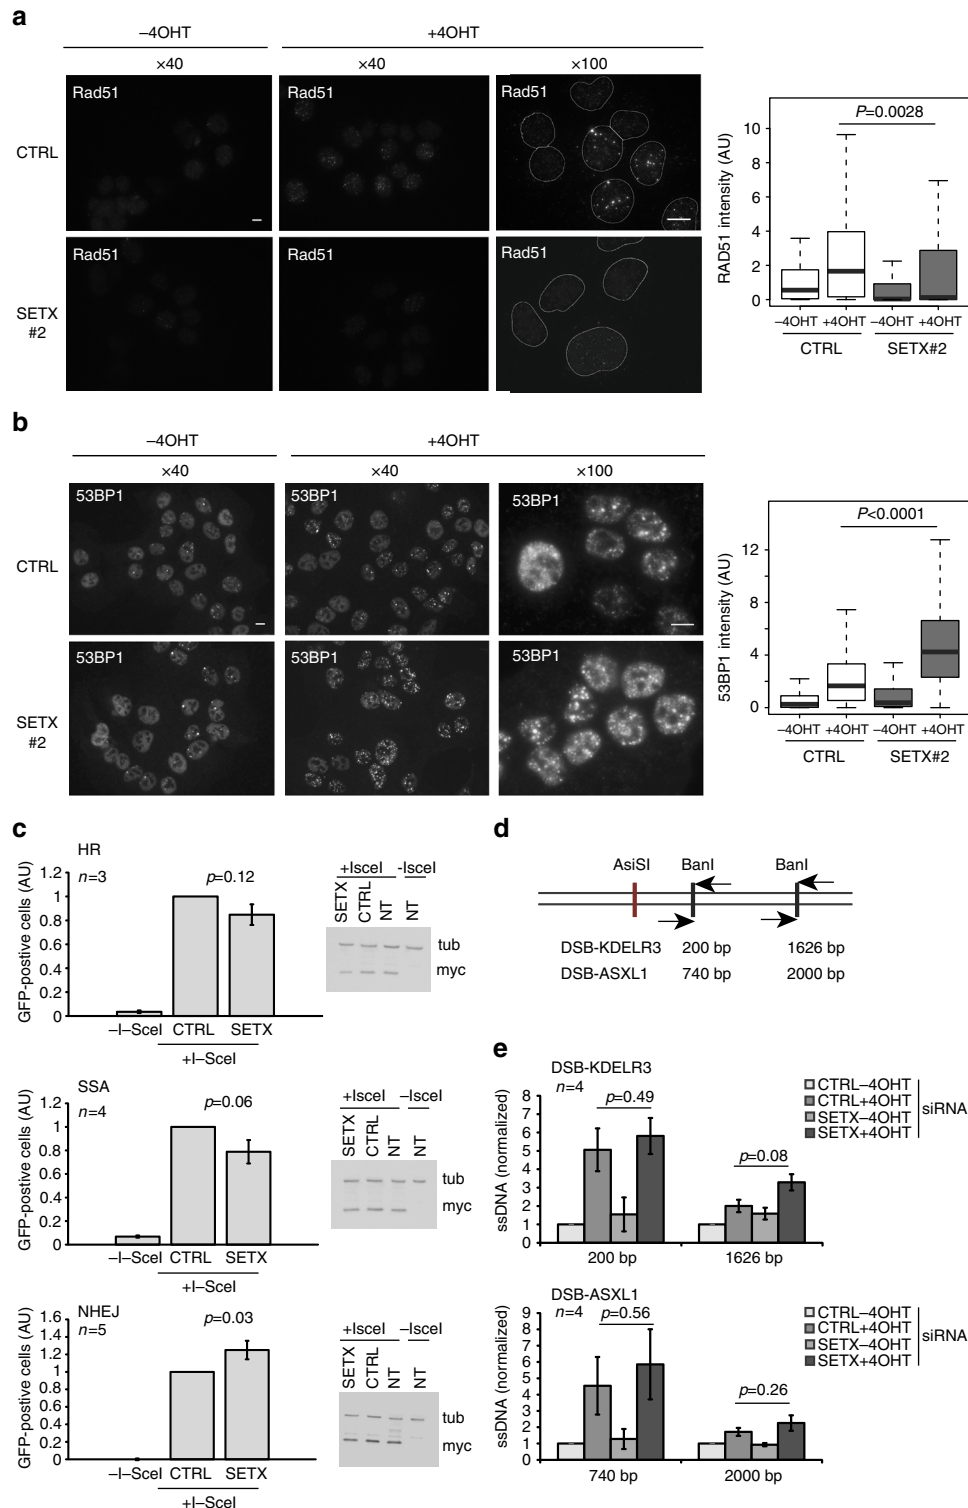 a
–4OHT
+4OHT
×40
×40
×100
CTRL
Rad51
Rad51
Rad51
SETX
#2
Rad51
Rad51
Rad51
P=0.0028
RAD51 intensity (AU)
10
8
6
4
2
0
–4OHT +4OHT –4OHT +4OHT
CTRL
SETX#2
b
–4OHT
+4OHT
×40
×40
×100
CTRL
53BP1
53BP1
53BP1
SETX
#2
53BP1
53BP1
53BP1
P<0.0001
53BP1 intensity (AU)
12
8
4
0
–4OHT +4OHT –4OHT +4OHT
CTRL
SETX#2
c
HR
n=3
p=0.12
GFP-postive cells (AU)
1.2
1
0.8
0.6
0.4
0.2
0
–I–SceI CTRL SETX
+I–SceI
+IsceI -IsceI
SETX
CTRL
NT
NT
tub
myc
SSA
n=4
p=0.06
GFP-postive cells (AU)
1.2
1
0.8
0.6
0.4
0.2
0
–I–SceI CTRL SETX
+I–SceI
+IsceI –IsceI
SETX
CTRL
NT
NT
tub
myc
NHEJ
n=5
p=0.03
GFP-postive cells (AU)
1.6
1.4
1.2
1
0.8
0.6
0.4
0.2
0
–I–SceI CTRL SETX
+I–SceI
+IsceI –IsceI
SETX
CTRL
NT
NT
tub
myc
d
AsiSI BanI BanI
DSB-KDELR3 200 bp 1626 bp
DSB-ASXL1 740 bp 2000 bp
e
DSB-KDELR3
n=4
p=0.49
p=0.08
ssDNA (normalized)
8
7
6
5
4
3
2
1
0
200 bp 1626 bp
CTRL–4OHT
CTRL+4OHT
SETX–4OHT
SETX+4OHT
siRNA
DSB-ASXL1
n=4
p=0.56
p=0.26
ssDNA (normalized)
9
8
7
6
5
4
3
2
1
0
740 bp 2000 bp
CTRL–4OHT
CTRL+4OHT
SETX–4OHT
SETX+4OHT
siRNA